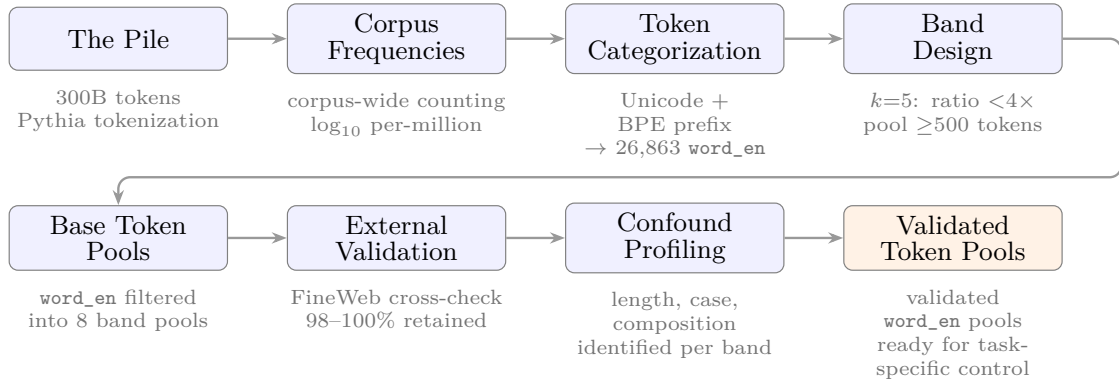 The Pile
300B tokens
Pythia tokenization
Corpus
Frequencies
corpus-wide counting
log₁₀ per-million
Token
Categorization
Unicode +
BPE prefix
→ 26,863 word_en
Band
Design
k=5: ratio <4×
pool ≥500 tokens
Base Token
Pools
word_en filtered
into 8 band pools
External
Validation
FineWeb cross-check
98–100% retained
Confound
Profiling
length, case,
composition
identified per band
Validated
Token Pools
validated
word_en pools
ready for task-
specific control